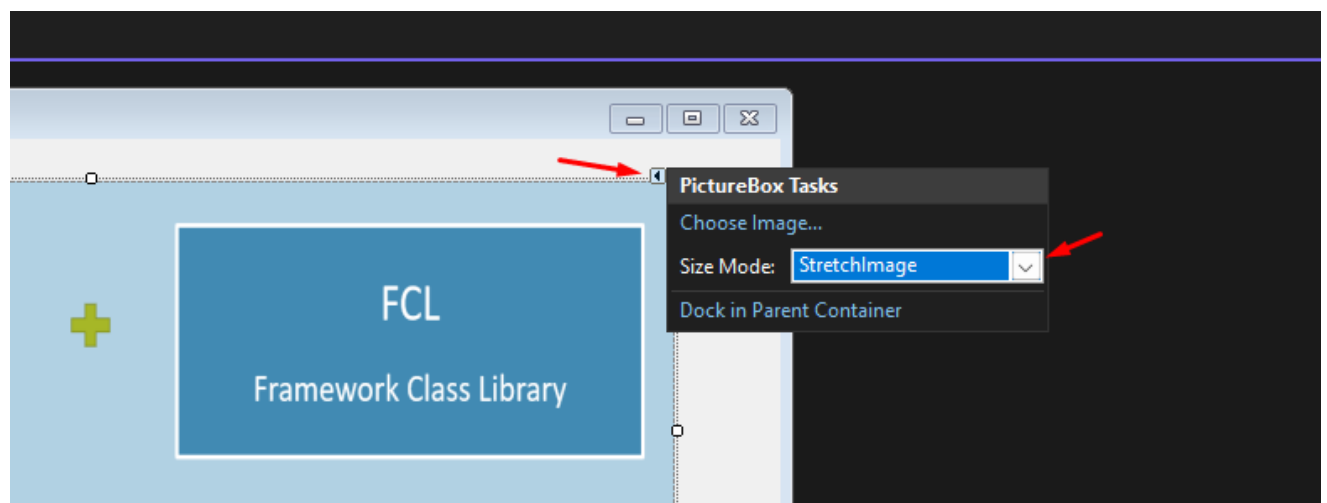 PictureBox Tasks
Choose Image...
Size Mode: StretchImage
Dock in Parent Container
FCL
Framework Class Library